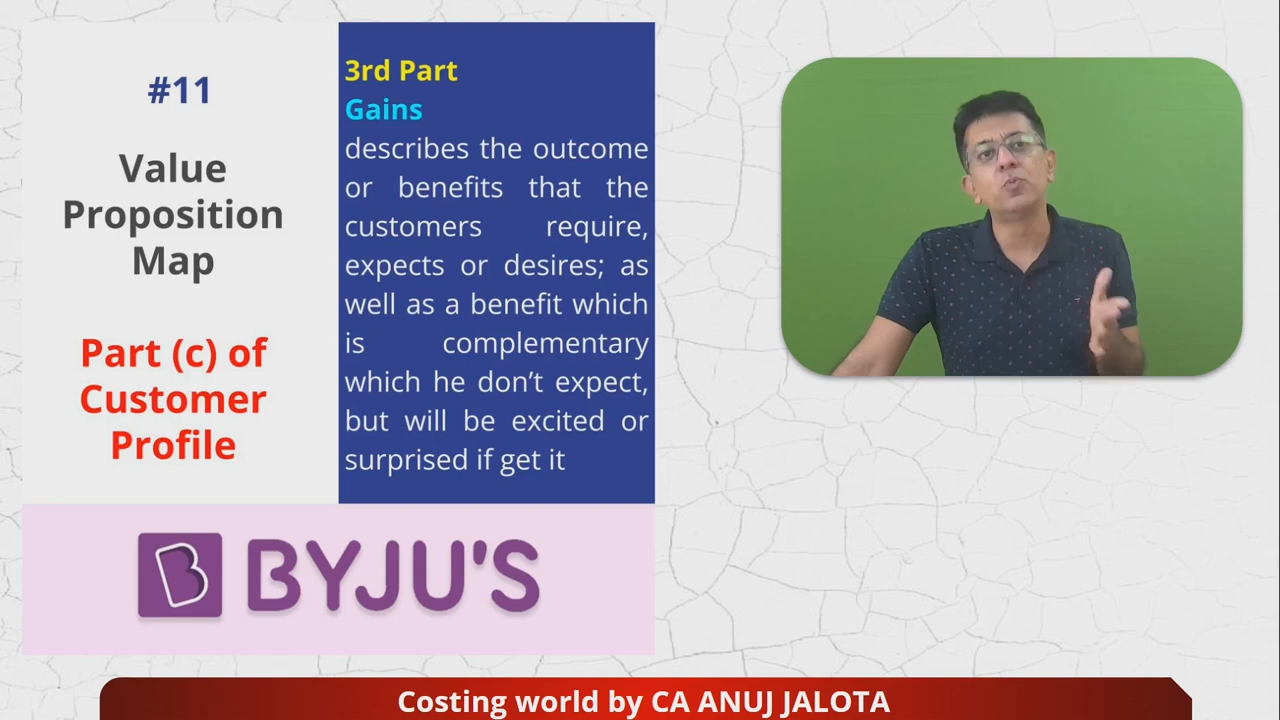 #11
Value
Proposition
Map
Part (c) of
Customer
Profile
3rd Part
Gains
describes the outcome
or benefits that the
customers require,
expects or desires; as
well as a benefit which
is complementary
which he don’t expect,
but will be excited or
surprised if get it
B BYJU'S
Costing world by CA ANUJ JALOTA